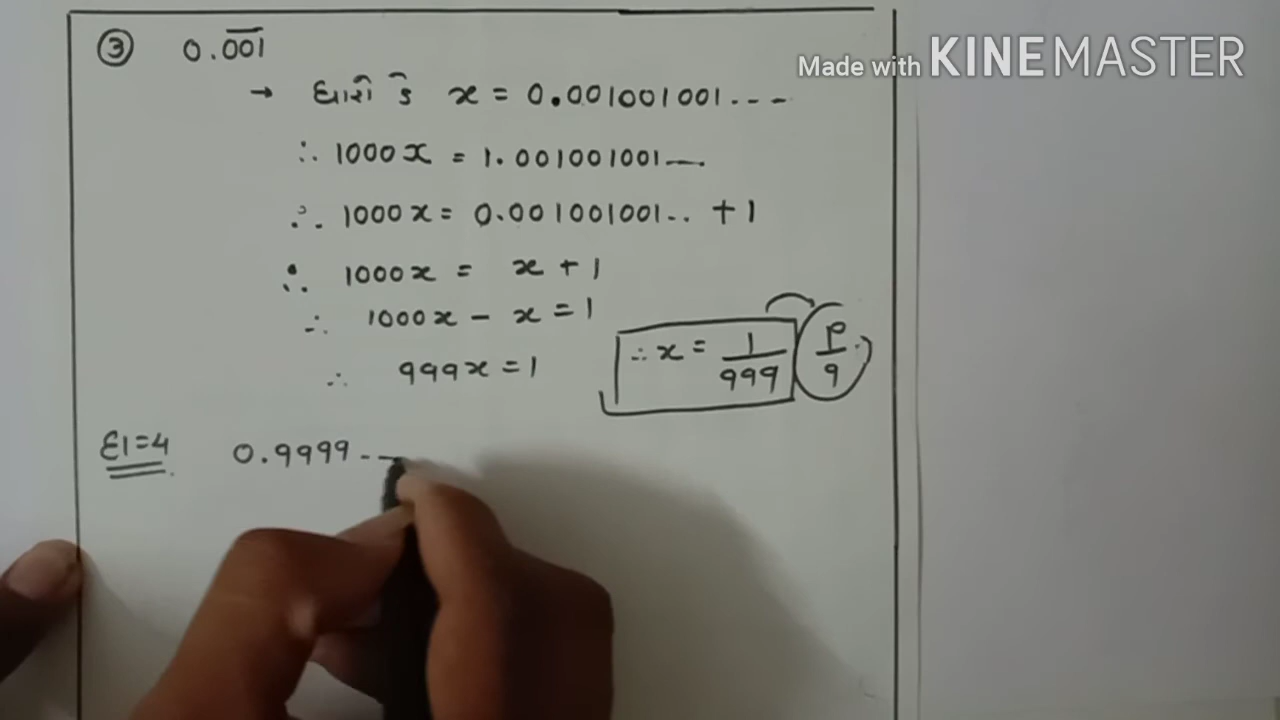 ③ 0.\overline{001}
Made with KINEMASTER
→ ધારો કે x = 0.001001001...
∴ 1000x = 1.001001001...
∴ 1000x = 0.001001001.. + 1
∴ 1000x = x + 1
∴ 1000x - x = 1
∴ 999x = 1
∴ x = 1/999 p/q
દા=4 0.9999...